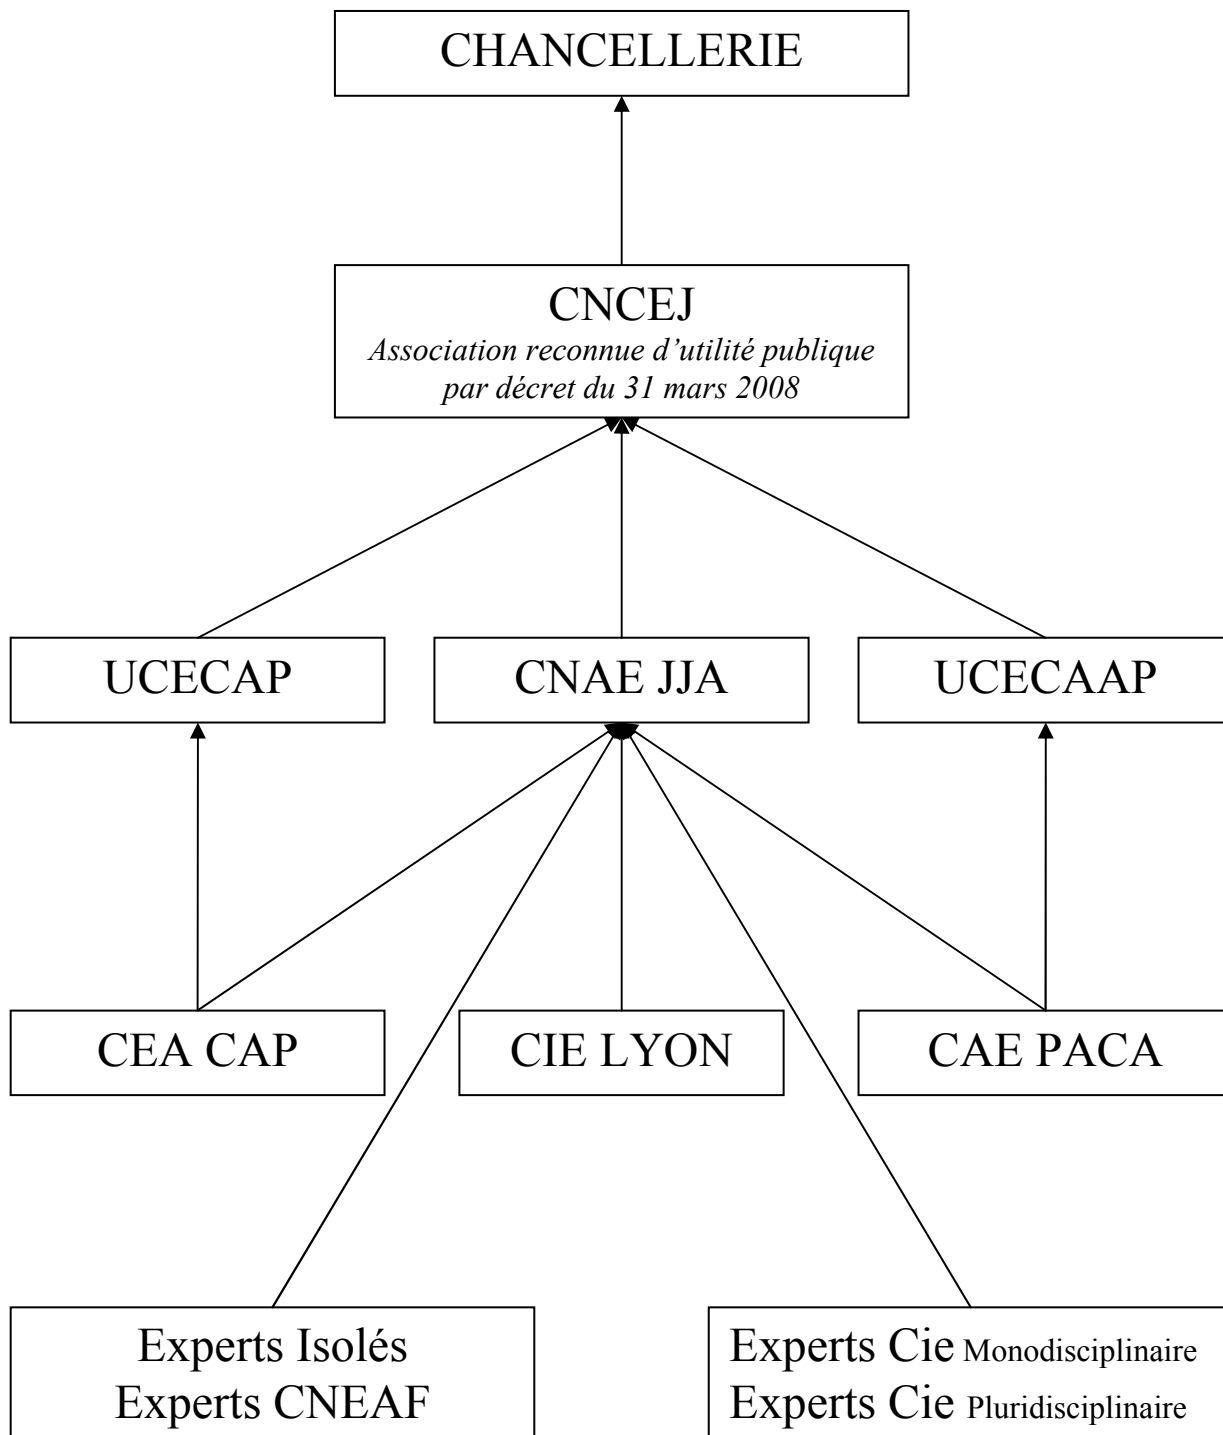 CHANCELLERIE
CNCEJ
Association reconnue d’utilité publique
par décret du 31 mars 2008
UCECAP
CNAE JJA
UCECAAP
CEA CAP
CIE LYON
CAE PACA
Experts Isolés
Experts CNEAF
Experts Cie Monodisciplinaire
Experts Cie Pluridisciplinaire